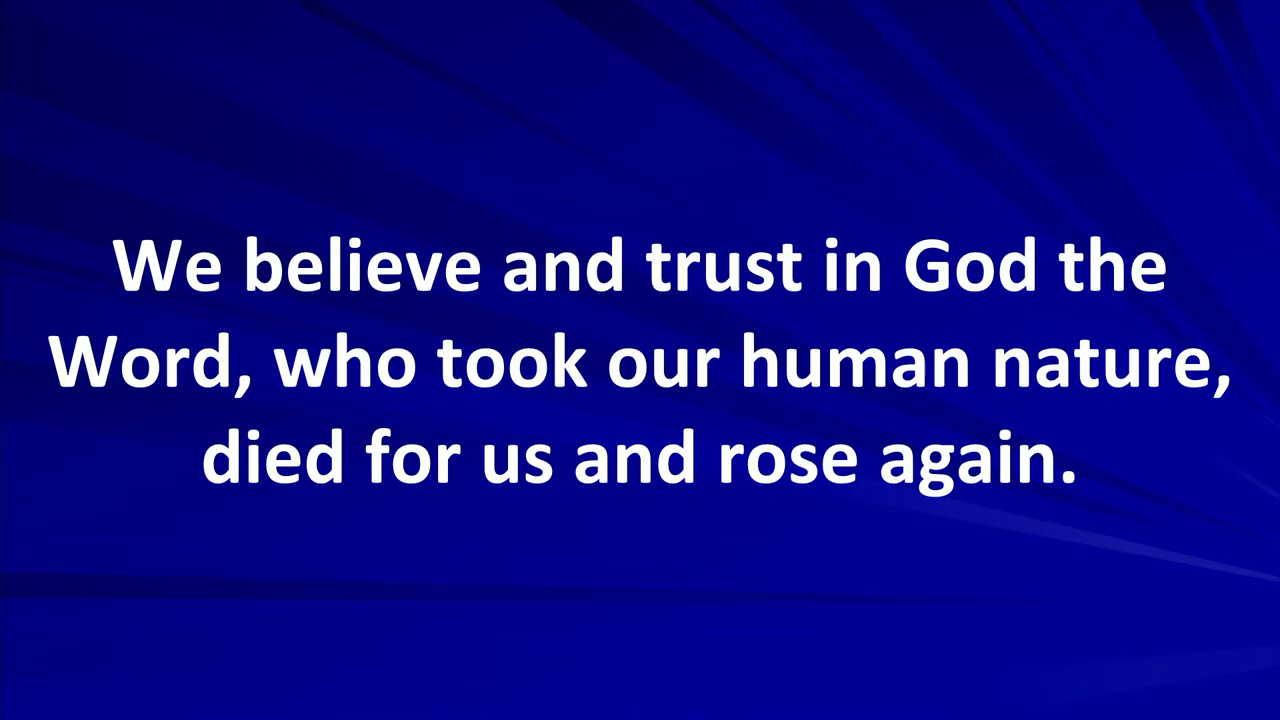 We believe and trust in God the
Word, who took our human nature,
died for us and rose again.